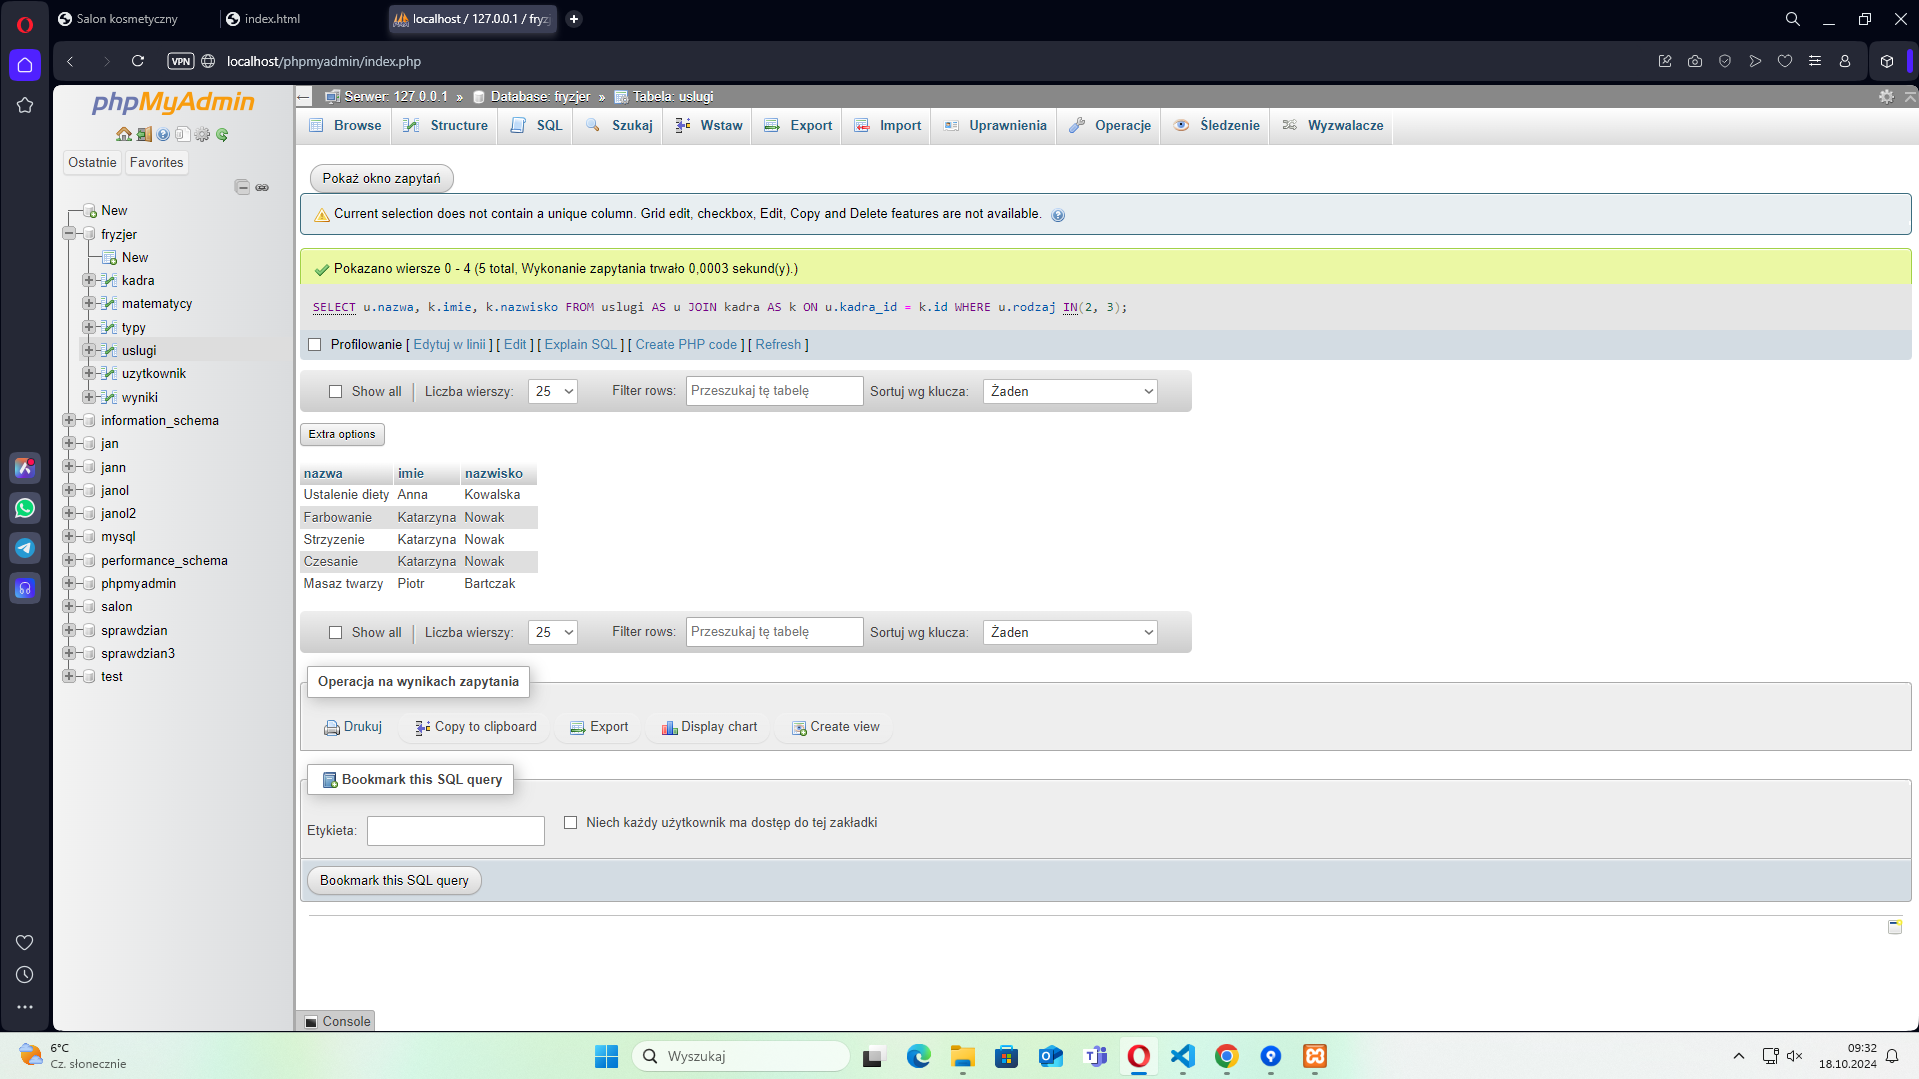 Salon kosmetyczny
index.html
localhost / 127.0.0.1 / fryzj
VPN
localhost/phpmyadmin/index.php
phpMyAdmin
Ostatnie
Favorites
New
fryzjer
New
kadra
matematycy
typy
uslugi
uzytkownik
wyniki
information_schema
jan
jann
janol
janol2
mysql
performance_schema
phpmyadmin
salon
sprawdzian
sprawdzian3
test
Serwer: 127.0.0.1 » Database: fryzjer » Tabela: uslugi
Browse
Structure
SQL
Szukaj
Wstaw
Export
Import
Uprawnienia
Operacje
Śledzenie
Wyzwalacze
Pokaż okno zapytań
Current selection does not contain a unique column. Grid edit, checkbox, Edit, Copy and Delete features are not available.
Pokazano wiersze 0 - 4 (5 total, Wykonanie zapytania trwało 0,0003 sekund(y).)
SELECT u.nazwa, k.imie, k.nazwisko FROM uslugi AS u JOIN kadra AS k ON u.kadra_id = k.id WHERE u.rodzaj IN(2, 3);
Profilowanie [ Edytuj w linii ] [ Edit ] [ Explain SQL ] [ Create PHP code ] [ Refresh ]
Show all | Liczba wierszy: 25 Filter rows: Przeszukaj tę tabelę Sortuj wg klucza: Żaden
Extra options
nazwa imie nazwisko
Ustalenie diety Anna Kowalska
Farbowanie Katarzyna Nowak
Strzyzenie Katarzyna Nowak
Czesanie Katarzyna Nowak
Masaz twarzy Piotr Bartczak
Show all | Liczba wierszy: 25 Filter rows: Przeszukaj tę tabelę Sortuj wg klucza: Żaden
Operacja na wynikach zapytania
Drukuj
Copy to clipboard
Export
Display chart
Create view
Bookmark this SQL query
Etykieta:
Niech każdy użytkownik ma dostęp do tej zakładki
Bookmark this SQL query
Console
6°C
Cz. słonecznie
Wyszukaj
09:32
18.10.2024